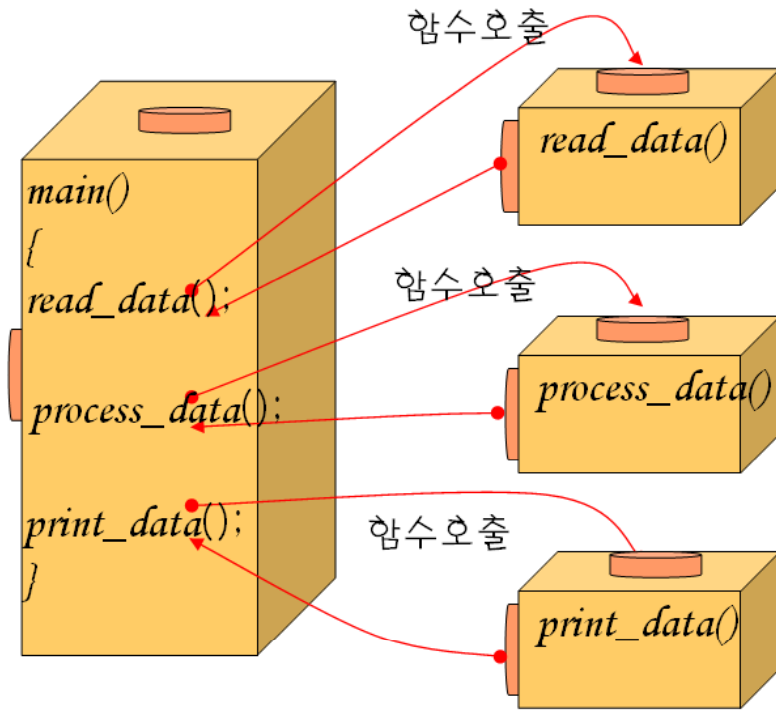 함수호출
main()
{
read_data();
process_data();
print_data();
}
read_data()
함수호출
process_data()
함수호출
print_data()